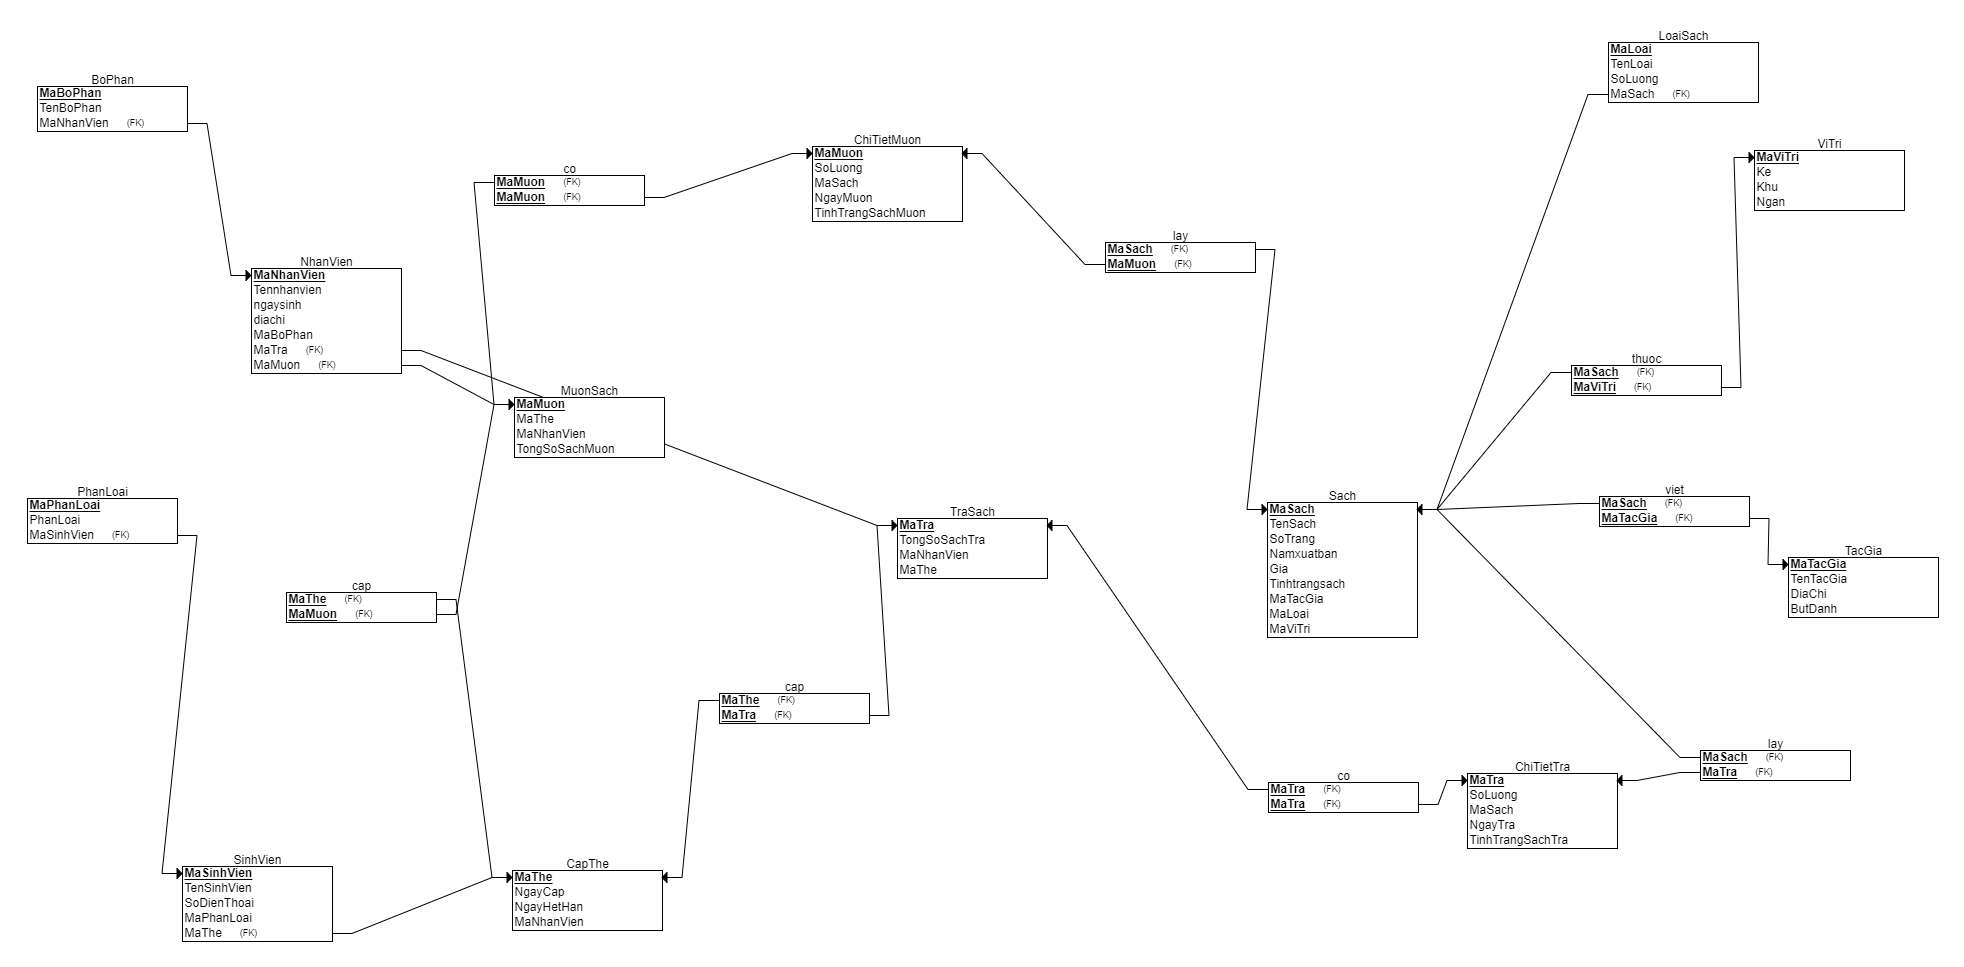 BoPhan
MaBoPhan
TenBoPhan
MaNhanVien (FK)
NhanVien
MaNhanVien
Tennhanvien
ngaysinh
diachi
MaBoPhan
MaTra (FK)
MaMuon (FK)
PhanLoai
MaPhanLoai
PhanLoai
MaSinhVien (FK)
SinhVien
MaSinhVien
TenSinhVien
SoDienThoai
MaPhanLoai
MaThe (FK)
cap
MaThe (FK)
MaMuon (FK)
co
MaMuon (FK)
MaMuon (FK)
MuonSach
MaMuon
MaThe
MaNhanVien
TongSoSachMuon
CapThe
MaThe
NgayCap
NgayHetHan
MaNhanVien
cap
MaThe (FK)
MaTra (FK)
ChiTietMuon
MaMuon
SoLuong
MaSach
NgayMuon
TinhTrangSachMuon
TraSach
MaTra
TongSoSachTra
MaNhanVien
MaThe
lay
MaSach (FK)
MaMuon (FK)
Sach
MaSach
TenSach
SoTrang
Namxuatban
Gia
Tinhtrangsach
MaTacGia
MaLoai
MaViTri
co
MaTra (FK)
MaTra (FK)
ChiTietTra
MaTra
SoLuong
MaSach
NgayTra
TinhTrangSachTra
LoaiSach
MaLoai
TenLoai
SoLuong
MaSach (FK)
ViTri
MaViTri
Ke
Khu
Ngan
thuoc
MaSach (FK)
MaViTri (FK)
viet
MaSach (FK)
MaTacGia (FK)
TacGia
MaTacGia
TenTacGia
DiaChi
ButDanh
lay
MaSach (FK)
MaTra (FK)